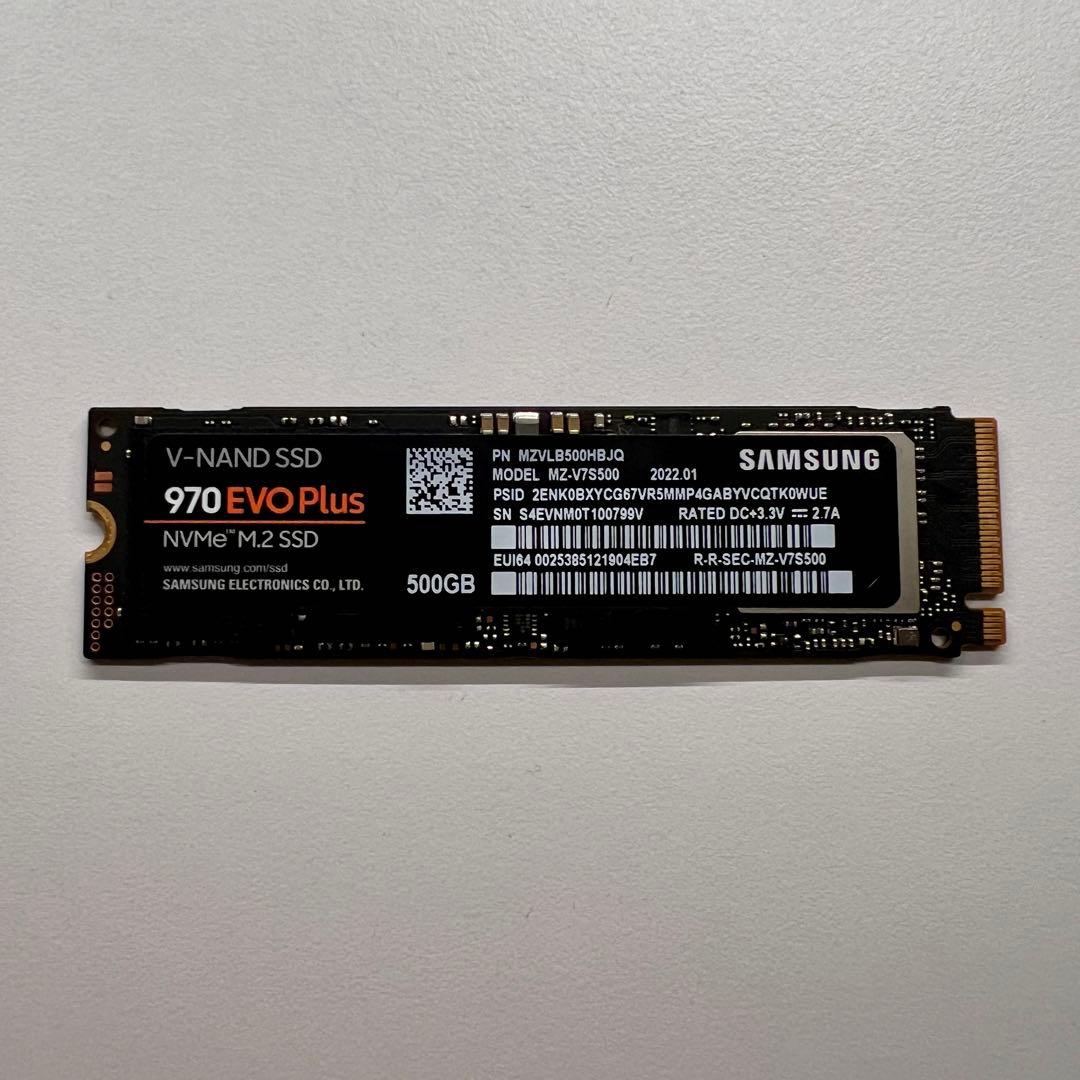 V-NAND SSD
970 EVO Plus
NVMe™ M.2 SSD
www.samsung.com/ssd
SAMSUNG ELECTRONICS CO., LTD.
500GB
PN MZVLB500HBJQ
MODEL MZ-V7S500 2022.01
PSID 2ENK0BXYCG67VR5MMP4GABYVCQTK0WUE
SN S4EVNM0T100799V RATED DC+3.3V ⎓ 2.7A
EUI64 0025385121904EB7 R-R-SEC-MZ-V7S500
SAMSUNG